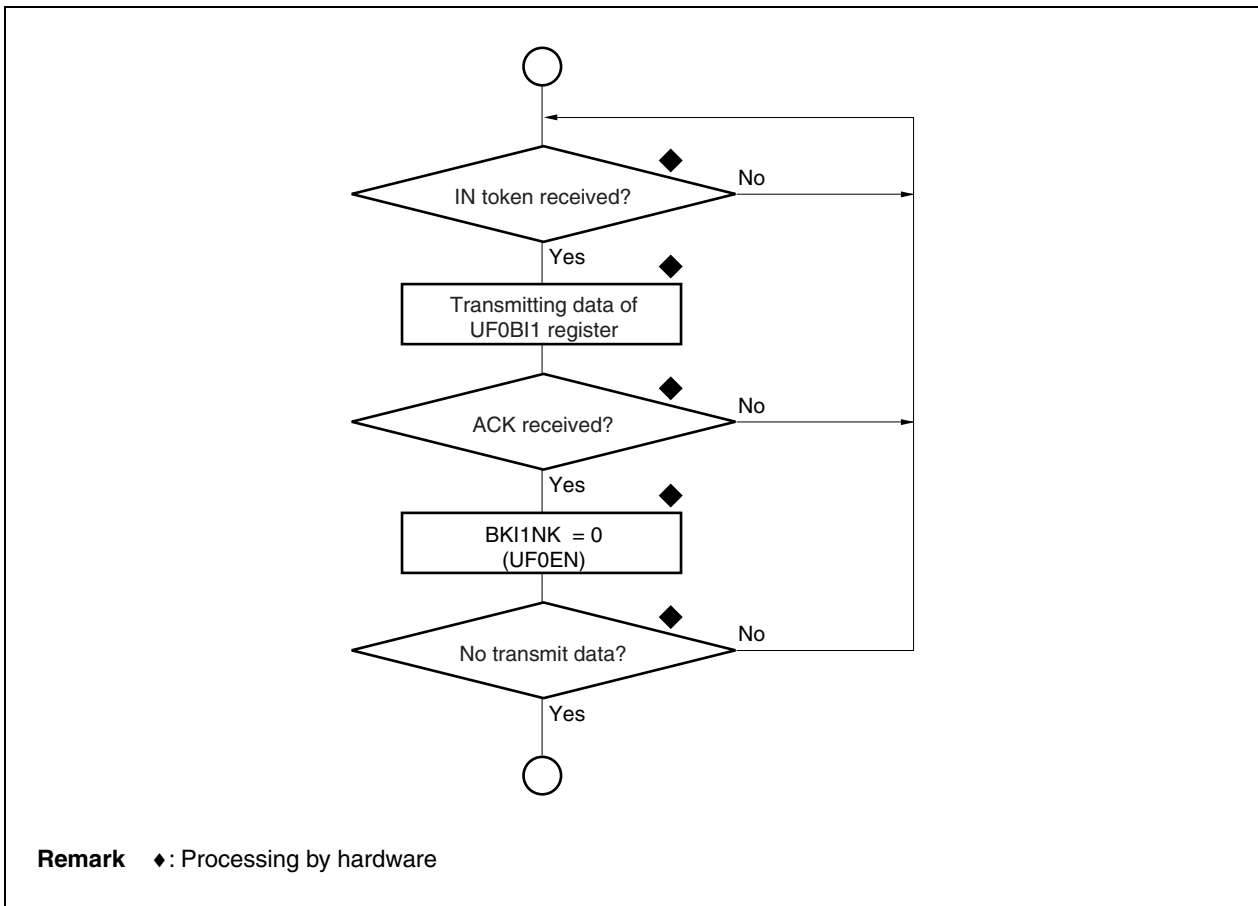 IN token received?
No
Yes
Transmitting data of
UF0BI1 register
ACK received?
No
Yes
BKI1NK = 0
(UF0EN)
No transmit data?
No
Yes
Remark ♦: Processing by hardware